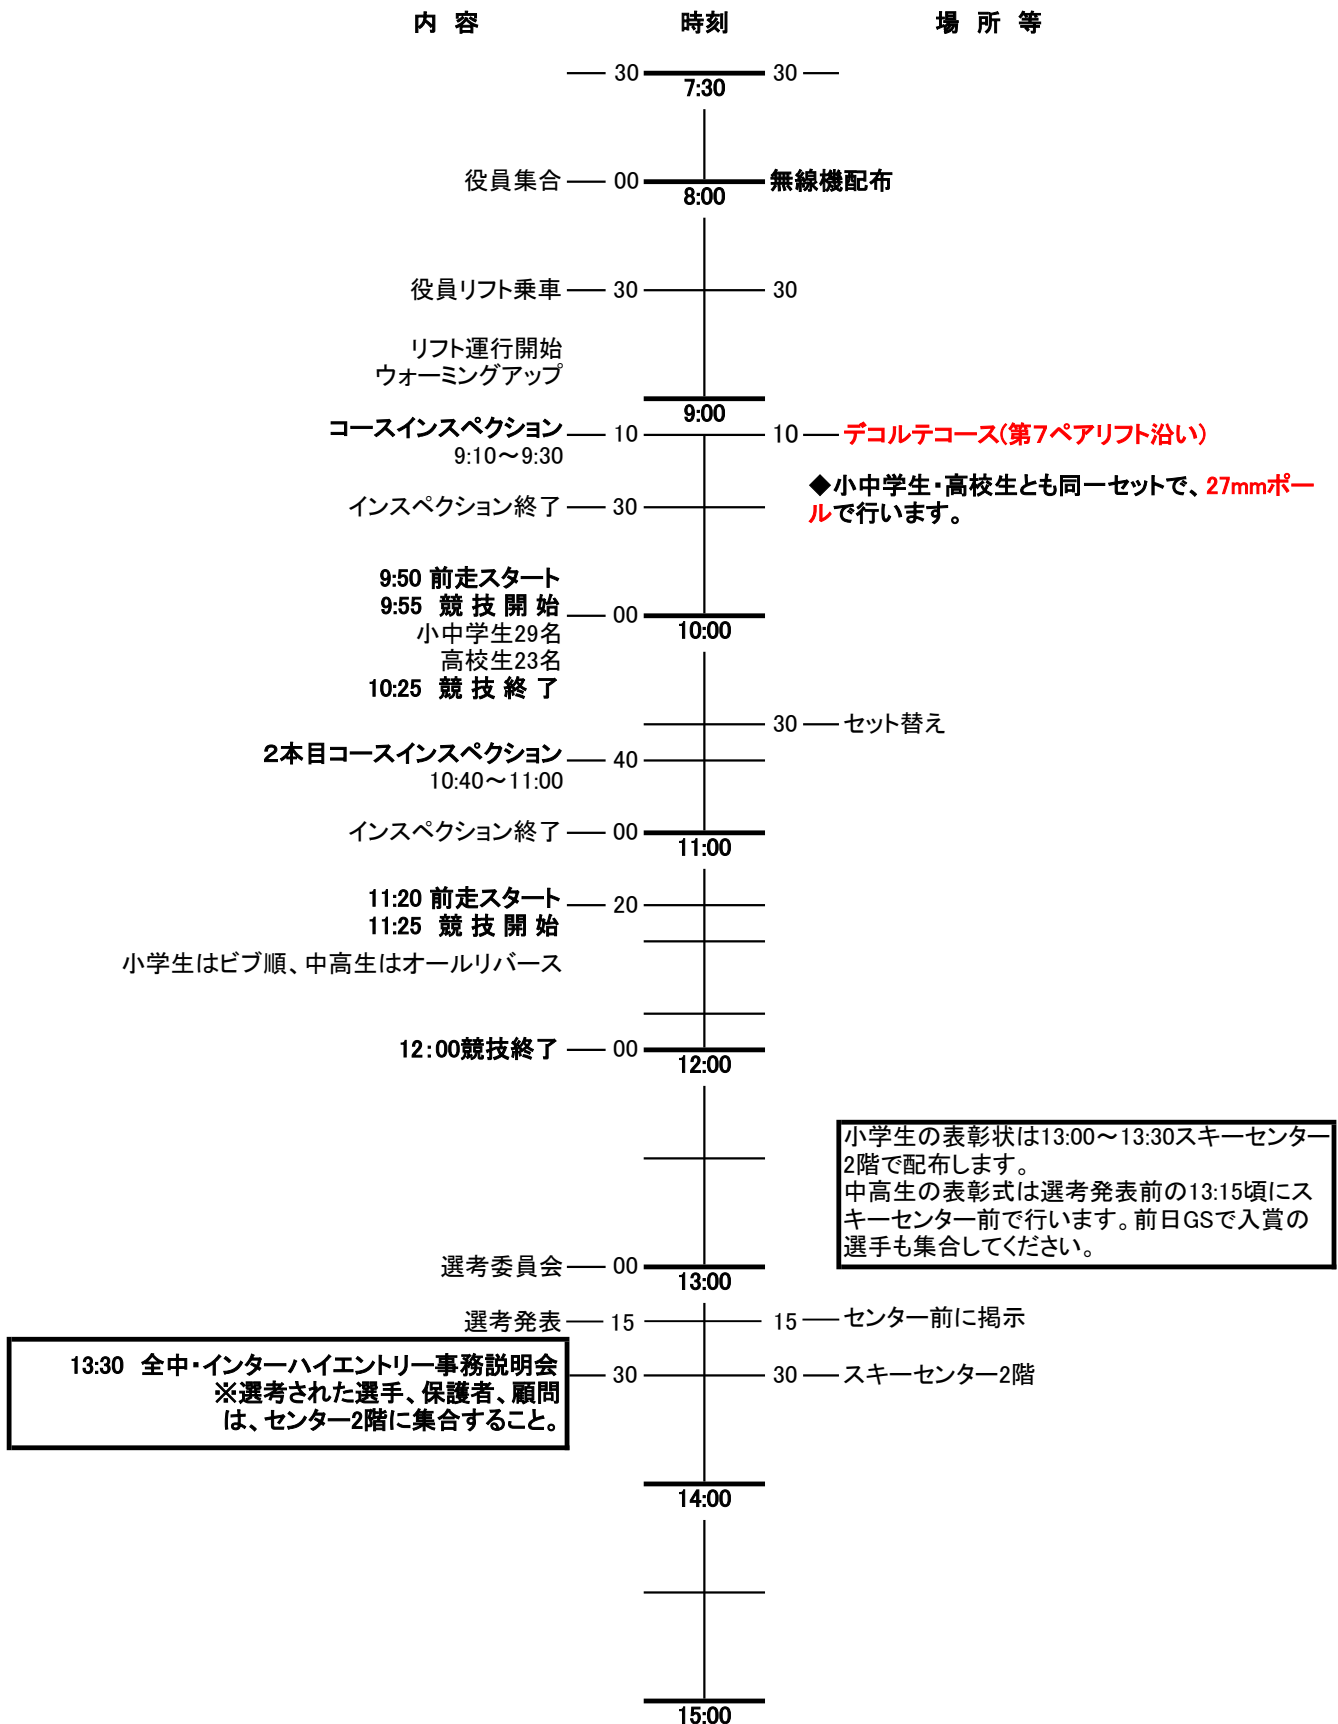 内 容 時刻 場 所 等
30 30
7:30
役員集合 00 無線機配布
8:00
役員リフト乗車 30 30
リフト運行開始
ウォーミングアップ
9:00
コースインスペクション 10 10 デコルテコース(第7ペアリフト沿い)
9:10～9:30
◆小中学生・高校生とも同一セットで、27mmポー
ルで行います。
インスペクション終了 30
9:50 前走スタート
9:55 競 技 開 始 00
小中学生29名 10:00
高校生23名
10:25 競 技 終 了
30 セット替え
２本目コースインスペクション 40
10:40～11:00
インスペクション終了 00
11:00
11:20 前走スタート 20
11:25 競 技 開 始
小学生はビブ順、中高生はオールリバース
12:00競技終了 00
12:00
小学生の表彰状は13:00～13:30スキーセンター
2階で配布します。
中高生の表彰式は選考発表前の13:15頃にス
キーセンター前で行います。前日GSで入賞の
選手も集合してください。
選考委員会 00
13:00
選考発表 15 15 センター前に掲示
13:30 全中・インターハイエントリー事務説明会 30 30 スキーセンター2階
※選考された選手、保護者、顧問
は、センター2階に集合すること。
14:00
15:00